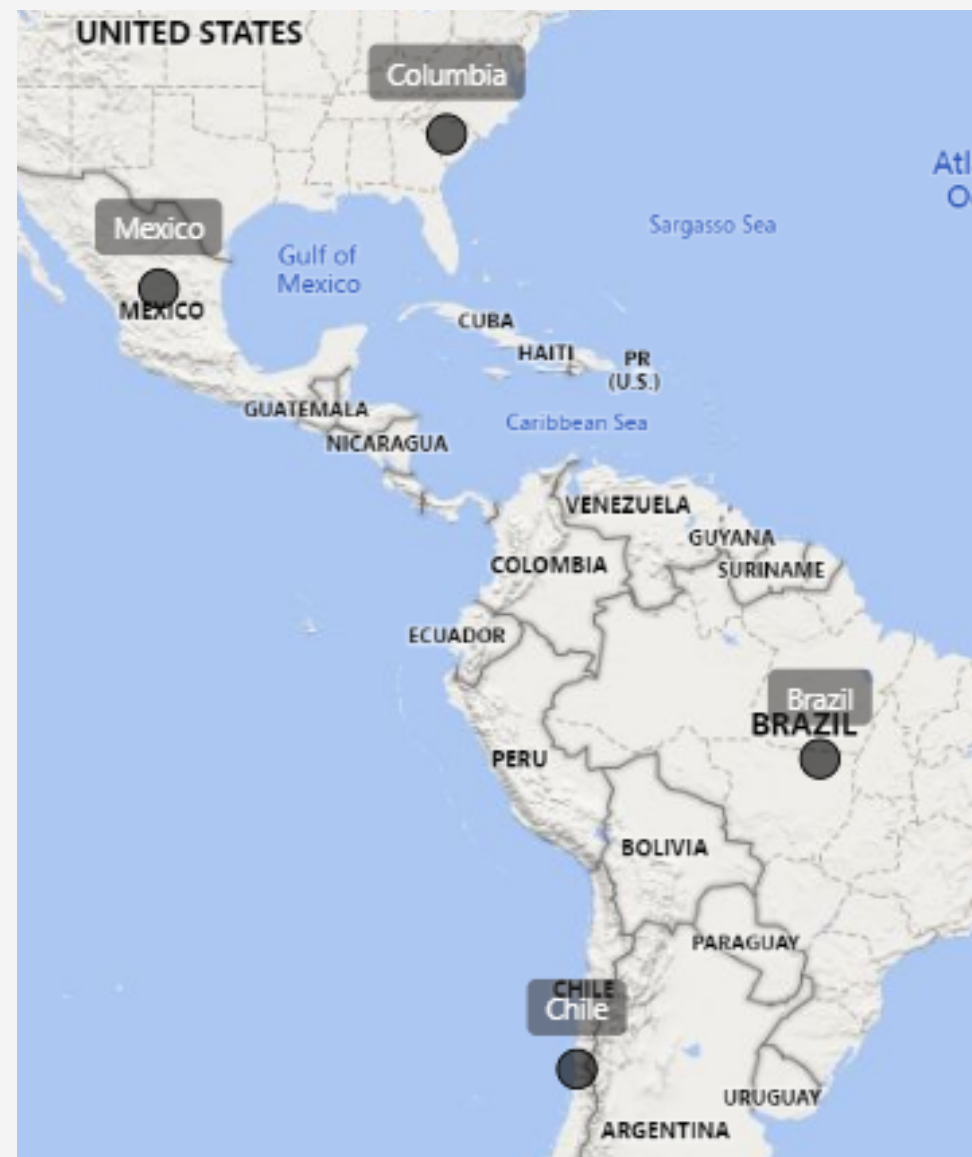 UNITED STATES
Columbia
Atl
O
Sargasso Sea
Mexico
Gulf of
Mexico
MEXICO
CUBA
HAITI
PR
(U.S.)
GUATEMALA
Caribbean Sea
NICARAGUA
VENEZUELA
GUYANA
COLOMBIA
SURINAME
ECUADOR
Brazil
BRAZIL
PERU
BOLIVIA
PARAGUAY
CHILE
Chile
URUGUAY
ARGENTINA